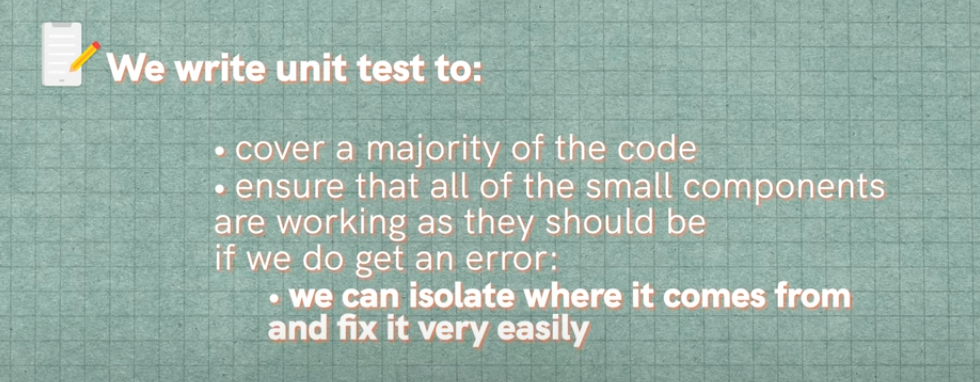 We write unit test to:
• cover a majority of the code
• ensure that all of the small components
are working as they should be
if we do get an error:
• we can isolate where it comes from
and fix it very easily